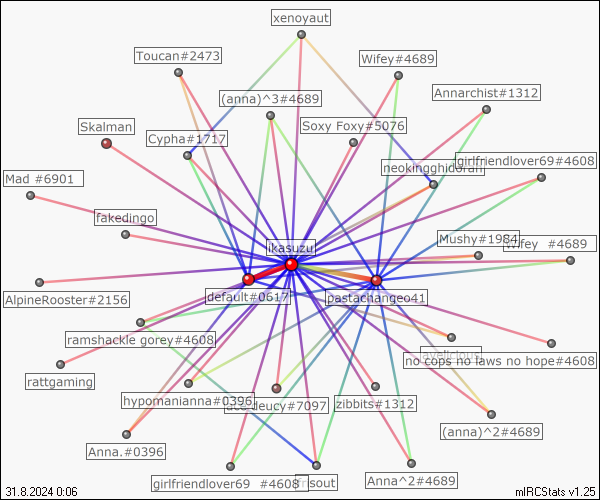 xenoyaut
Toucan#2473
Wifey#4689
Annarchist#1312
(anna)^3#4689
Skalman
Soxy Foxy#5076
Cypha#1717
girlfriendlover69#4608
neokingghidorah
Mad #6901
fakedingo
Mushy#1984
wifey #4689
ikasuzu
default#0617
pastachangeo41
AlpineRooster#2156
ramshackle gorey#4608
no cops no laws no hope#4608
rattgaming
hypomanianna#0396
deucy#7097
zibbits#1312
(anna)^2#4689
Anna.#0396
Anna^2#4689
girlfriendlover69 #4608
sout
31.8.2024 0:06
mIRCStats v1.25